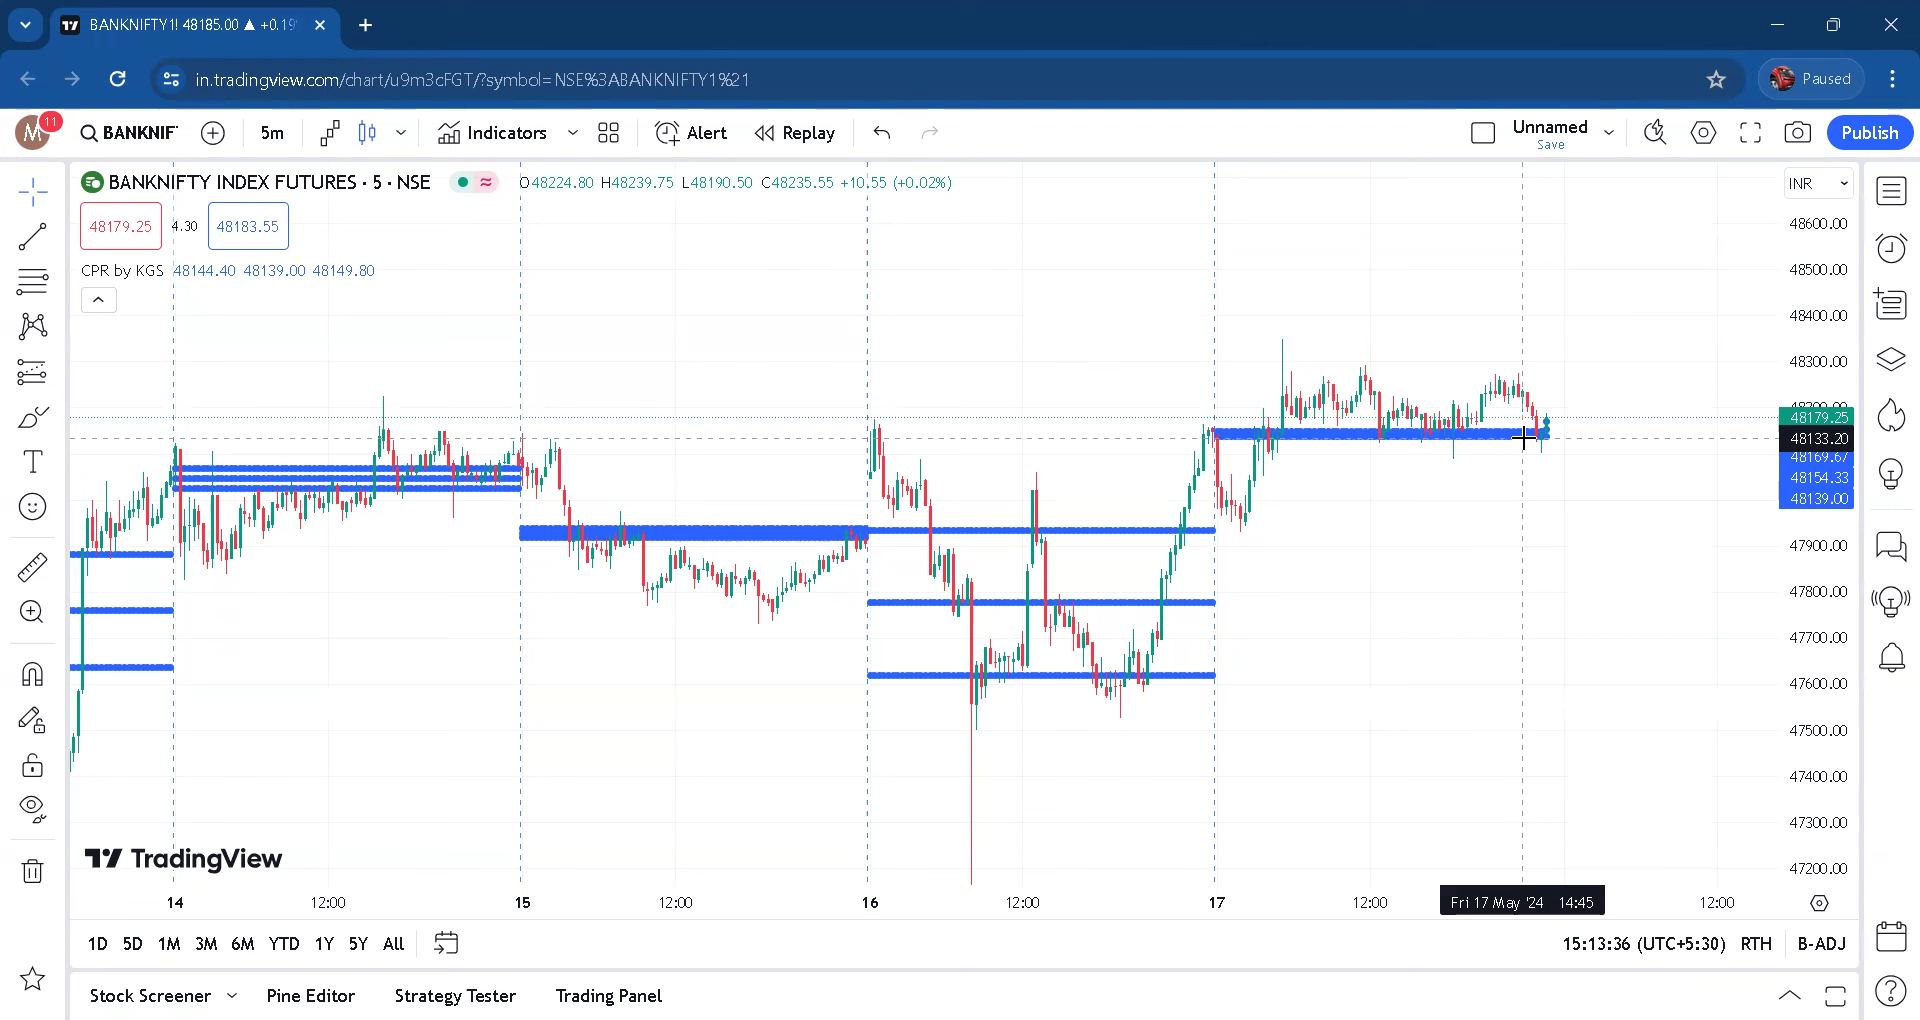 BANKNIFTY1! 48185.00 ▲ +0.19
in.tradingview.com/chart/u9m3cFGT/?symbol=NSE%3ABANKNIFTY1%21
Paused
M 11 BANKNIF 5m Indicators Alert Replay Unnamed Save Publish
BANKNIFTY INDEX FUTURES · 5 · NSE O48224.80 H48239.75 L48190.50 C48235.55 +10.55 (+0.02%)
INR
48179.25 4.30 48183.55
CPR by KGS 48144.40 48139.00 48149.80
48600.00
48500.00
48400.00
48300.00
48179.25
48133.20
48169.67
48154.33
48139.00
47900.00
47800.00
47700.00
47600.00
47500.00
47400.00
47300.00
47200.00
TradingView
14 12:00 15 12:00 16 12:00 17 12:00 Fri 17 May '24 14:45 12:00
1D 5D 1M 3M 6M YTD 1Y 5Y All 15:13:36 (UTC+5:30) RTH B-ADJ
Stock Screener Pine Editor Strategy Tester Trading Panel